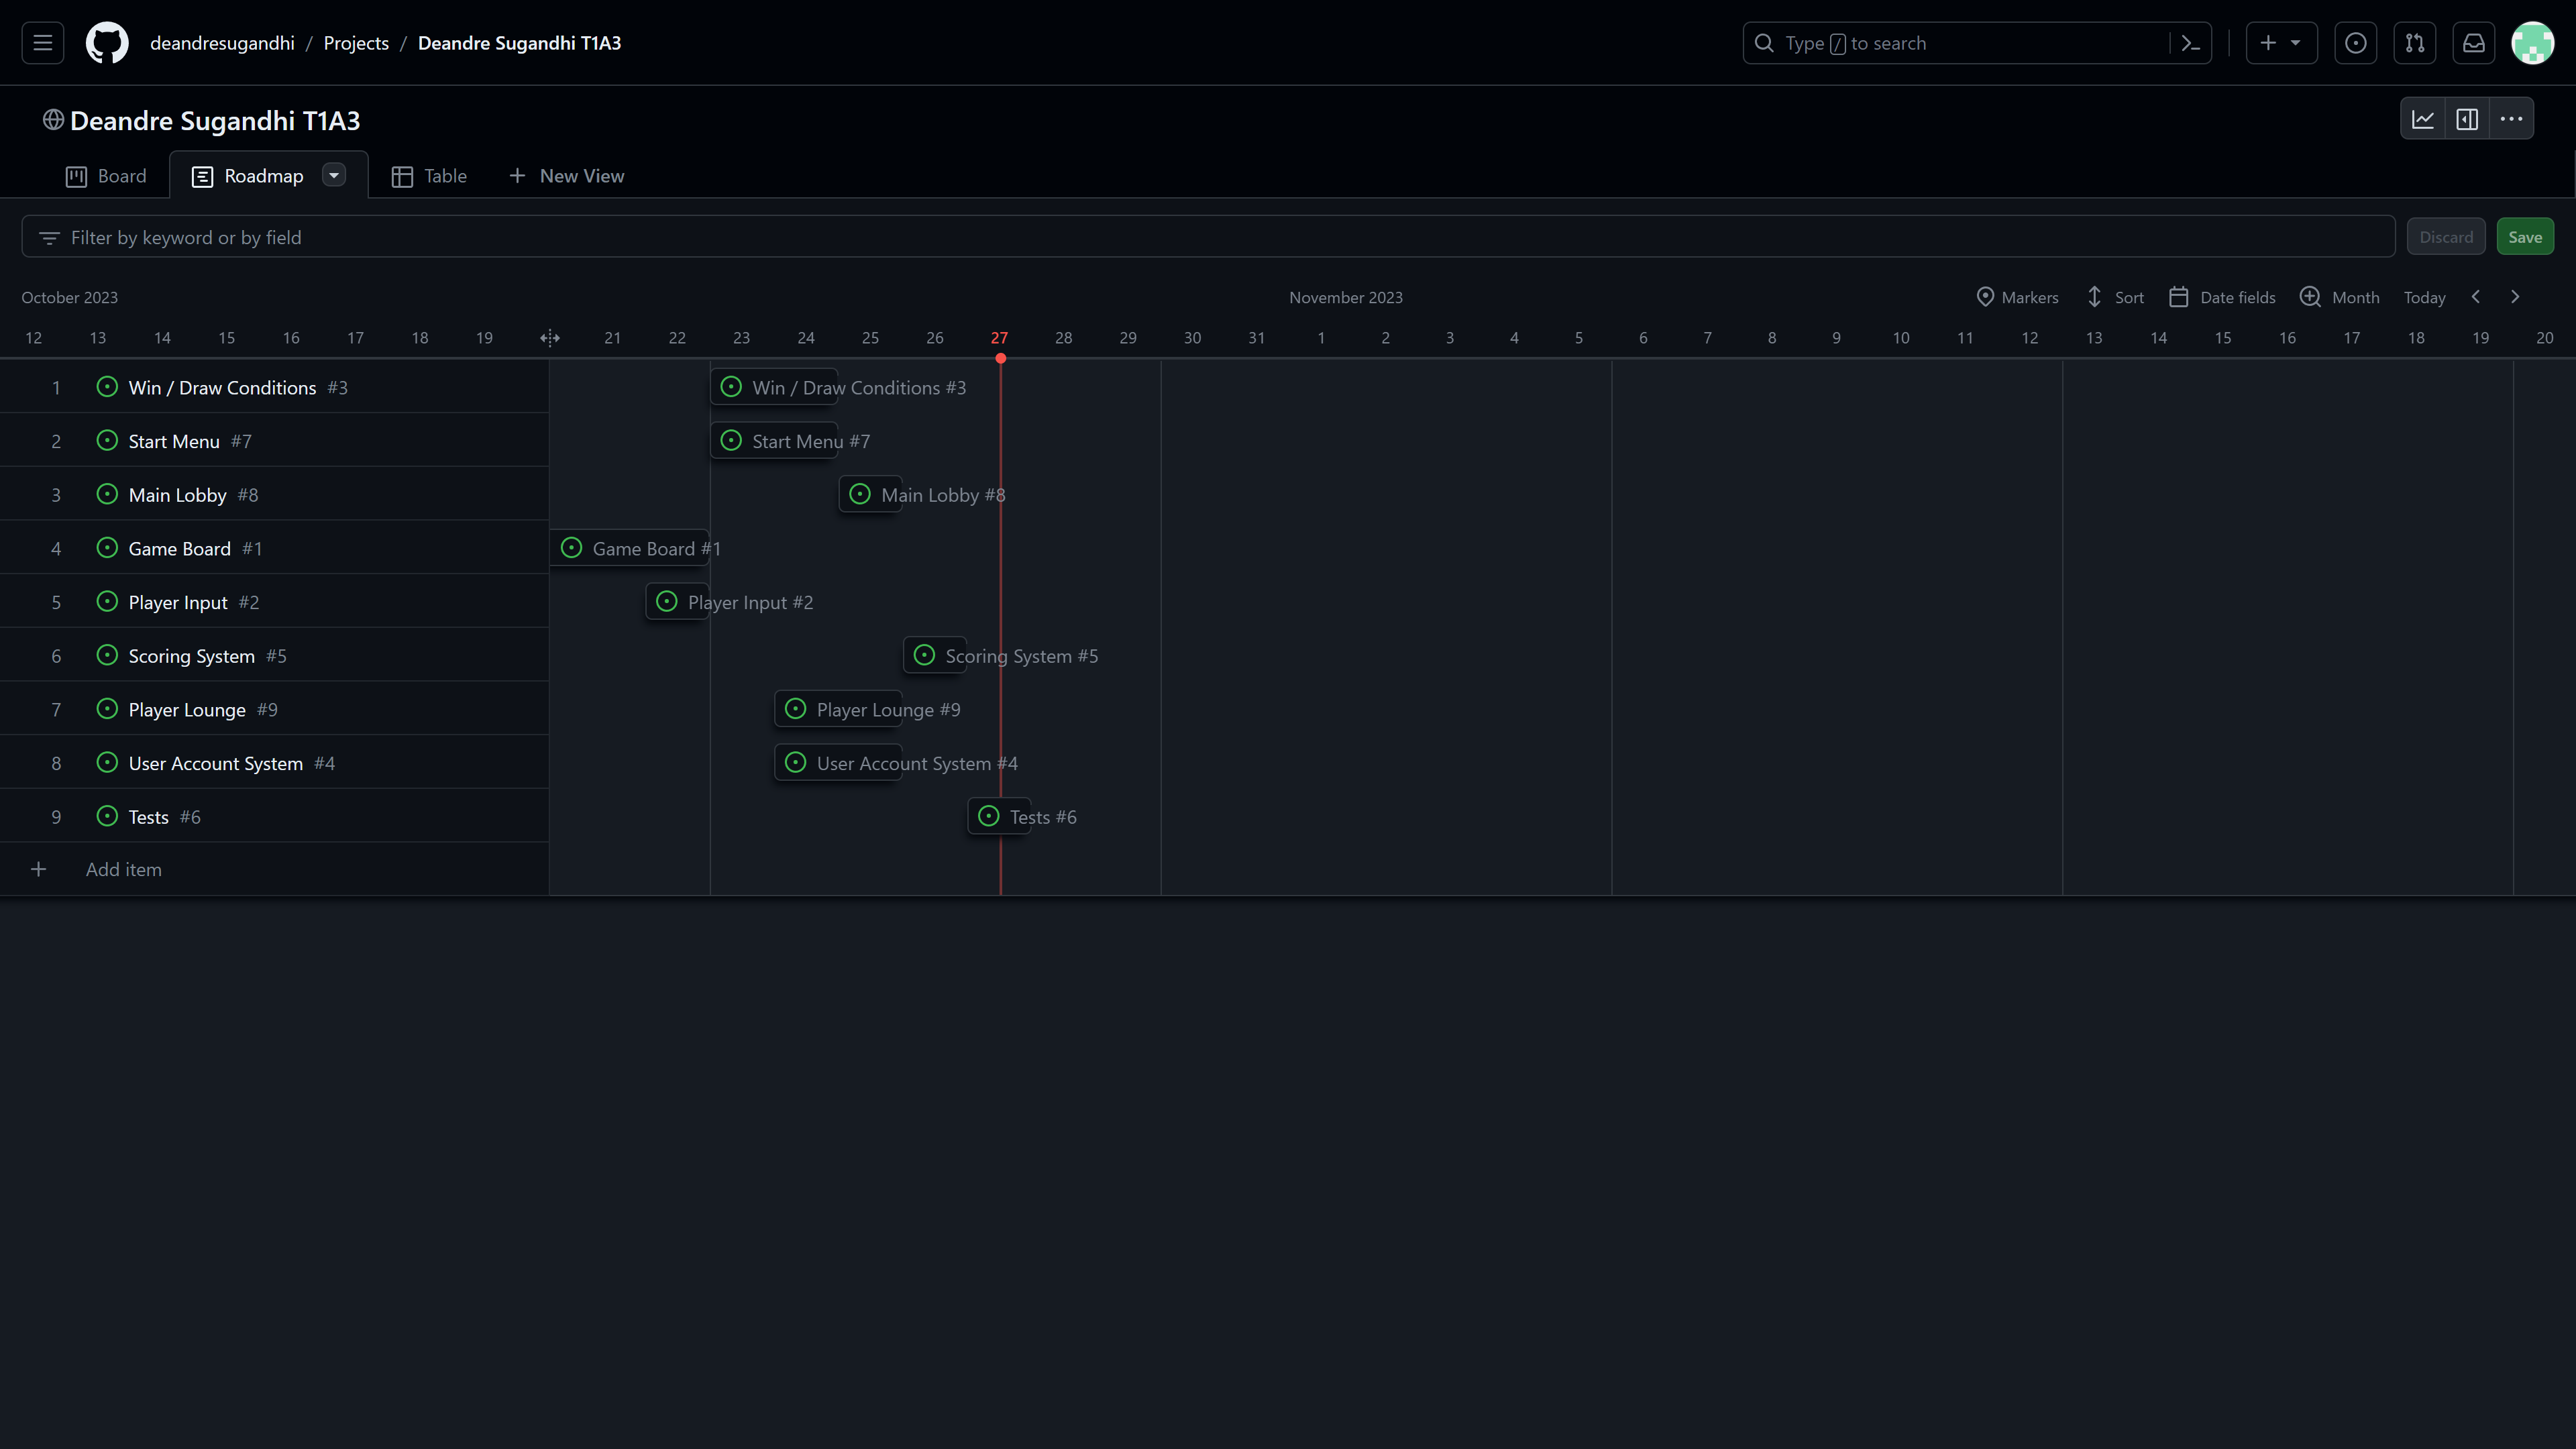 deandresugandhi / Projects / Deandre Sugandhi T1A3
Type / to search
Deandre Sugandhi T1A3
Board
Roadmap
Table
New View
Filter by keyword or by field
Discard
Save
October 2023
November 2023
Markers
Sort
Date fields
Month
Today
12 13 14 15 16 17 18 19 21 22 23 24 25 26 27 28 29 30 31 1 2 3 4 5 6 7 8 9 10 11 12 13 14 15 16 17 18 19 20
1 Win / Draw Conditions #3
Win / Draw Conditions #3
2 Start Menu #7
Start Menu #7
3 Main Lobby #8
Main Lobby #8
4 Game Board #1
Game Board #1
5 Player Input #2
Player Input #2
6 Scoring System #5
Scoring System #5
7 Player Lounge #9
Player Lounge #9
8 User Account System #4
User Account System #4
9 Tests #6
Tests #6
Add item